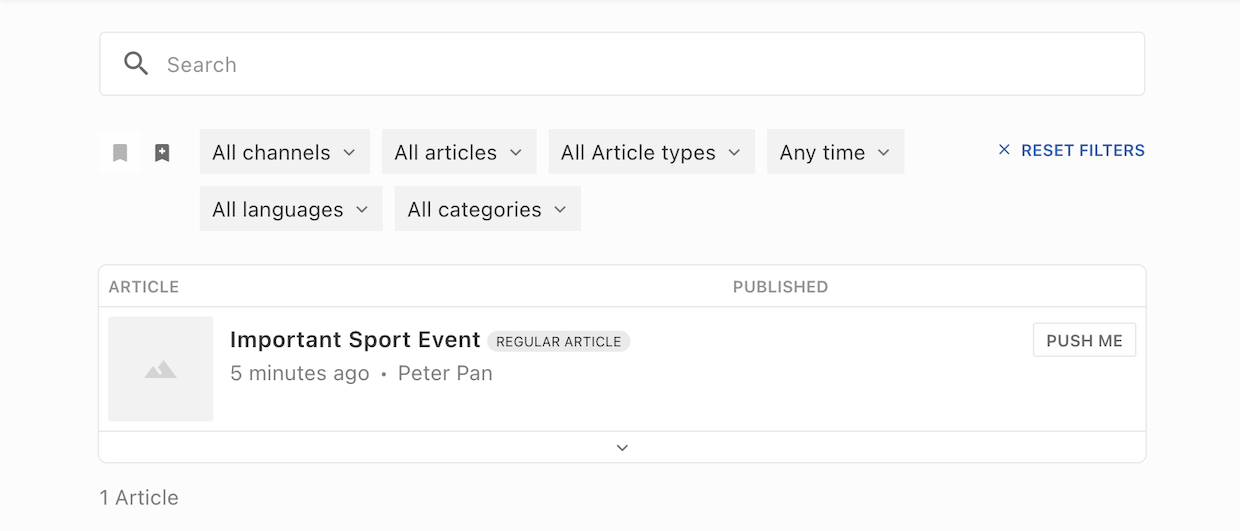 Search
All channels All articles All Article types Any time RESET FILTERS
All languages All categories
ARTICLE PUBLISHED
Important Sport Event REGULAR ARTICLE PUSH ME
5 minutes ago • Peter Pan
1 Article